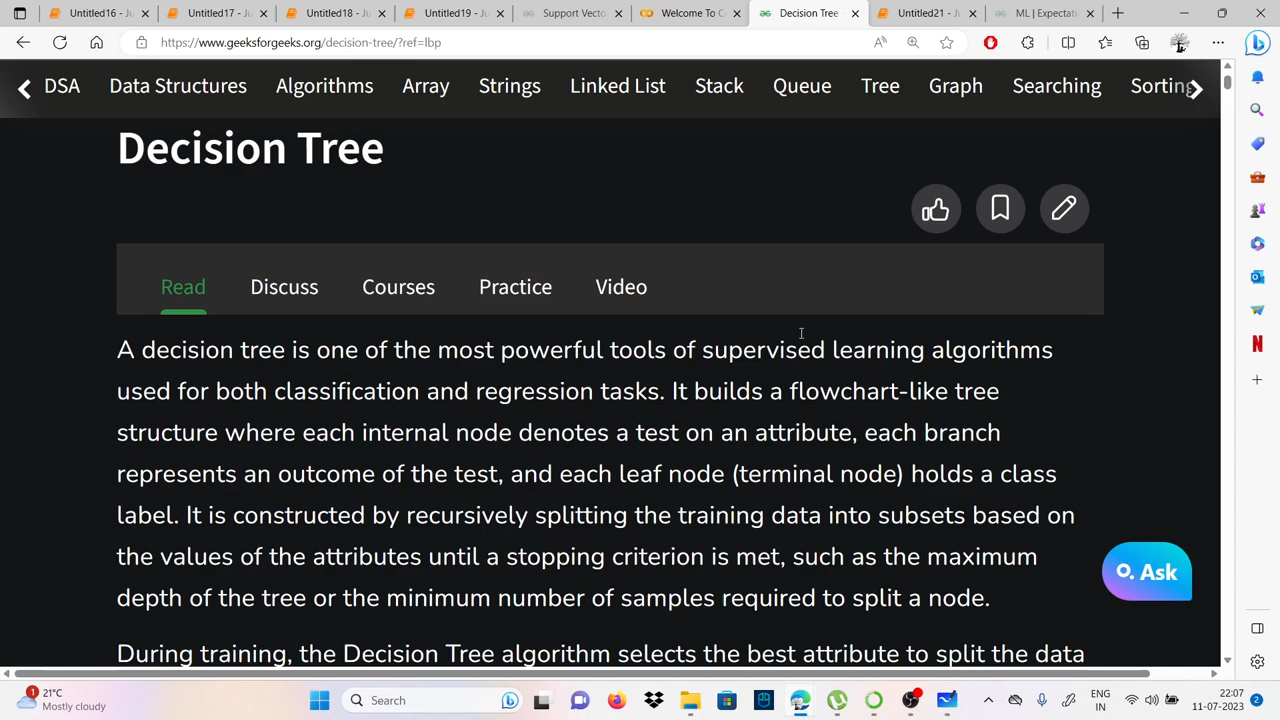 Untitled16 - Ju
Untitled17 - Ju
Untitled18 - Ju
Untitled19 - Ju
Support Vecto
Welcome To C
Decision Tree
Untitled21 - Ju
ML | Expectati
https://www.geeksforgeeks.org/decision-tree/?ref=lbp
DSA
Data Structures
Algorithms
Array
Strings
Linked List
Stack
Queue
Tree
Graph
Searching
Sorting
Decision Tree
Read
Discuss
Courses
Practice
Video
A decision tree is one of the most powerful tools of supervised learning algorithms
used for both classification and regression tasks. It builds a flowchart-like tree
structure where each internal node denotes a test on an attribute, each branch
represents an outcome of the test, and each leaf node (terminal node) holds a class
label. It is constructed by recursively splitting the training data into subsets based on
the values of the attributes until a stopping criterion is met, such as the maximum
depth of the tree or the minimum number of samples required to split a node.
Ask
During training, the Decision Tree algorithm selects the best attribute to split the data
1
21°C
Mostly cloudy
Search
ENG
IN
22:07
11-07-2023
2